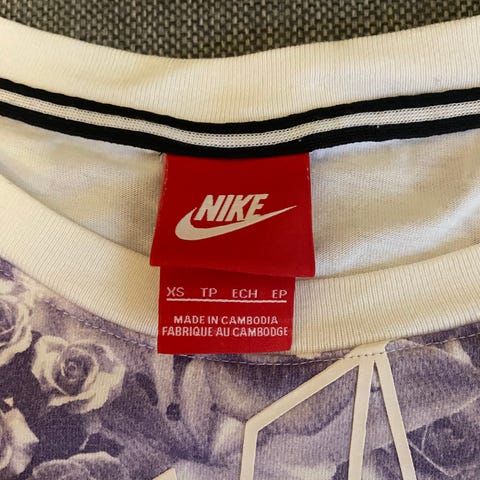 NIKE
XS TP ECH EP
MADE IN CAMBODIA
FABRIQUE AU CAMBODGE